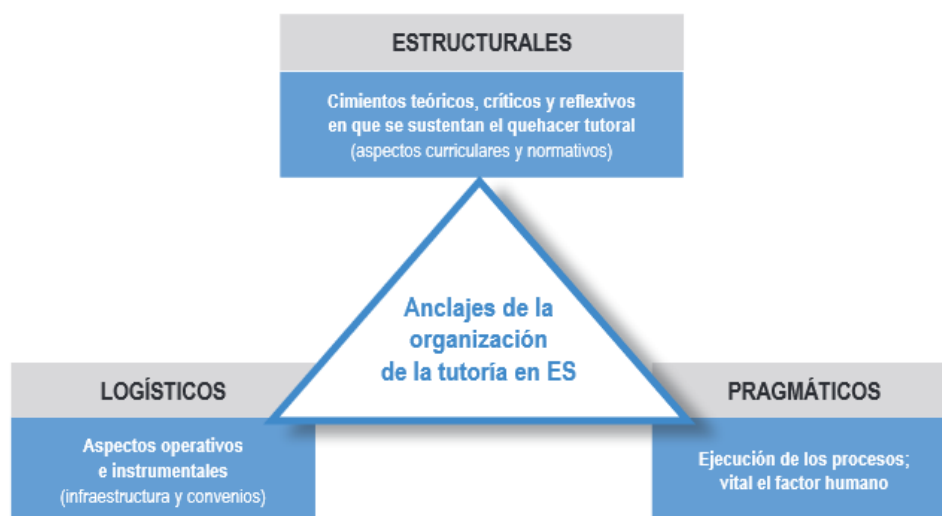 ESTRUCTURALES
Cimientos teóricos, críticos y reflexivos
en que se sustentan el quehacer tutoral
(aspectos curriculares y normativos)
Anclajes de la
organización
de la tutoría en ES
LOGÍSTICOS
Aspectos operativos
e instrumentales
(infraestructura y convenios)
PRAGMÁTICOS
Ejecución de los procesos;
vital el factor humano